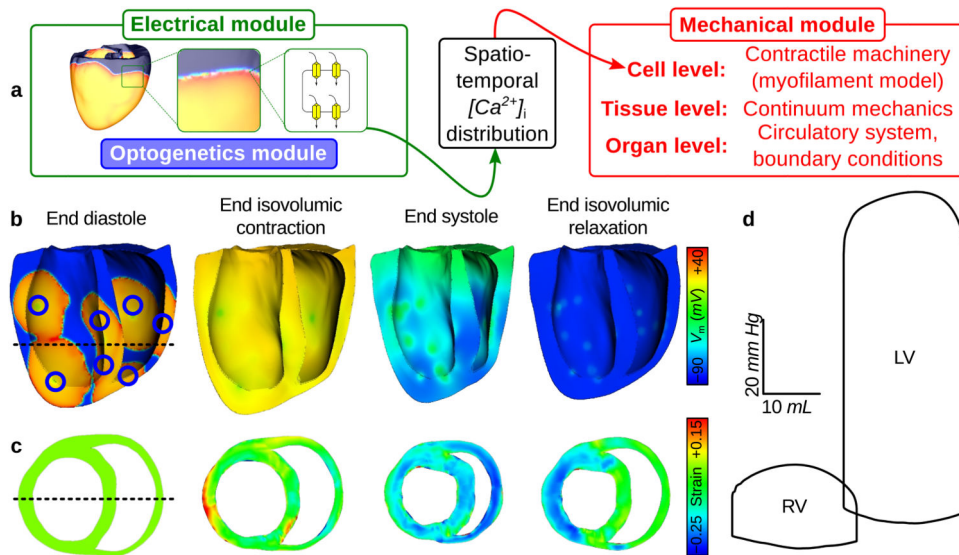 Electrical module
Optogenetics module
a
Spatio-
temporal
[Ca²⁺]ᵢ
distribution
Mechanical module
Cell level: Contractile machinery
(myofilament model)
Tissue level: Continuum mechanics
Organ level: Circulatory system,
boundary conditions
b
End diastole
End isovolumic
contraction
End systole
End isovolumic
relaxation
−90 Vₘ (mV) +40
c
−0.25 Strain +0.15
d
20 mm Hg
10 mL
LV
RV